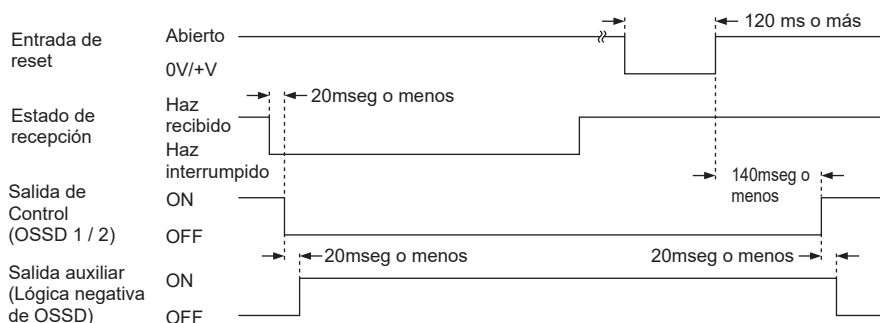 Entrada de
reset
Abierto
0V/+V
120 ms o más
Estado de
recepción
Haz
recibido
Haz
interrumpido
20mseg o menos
Salida de
Control
(OSSD 1 / 2)
ON
OFF
140mseg o
menos
Salida auxiliar
(Lógica negativa
de OSSD)
ON
OFF
20mseg o menos
20mseg o menos